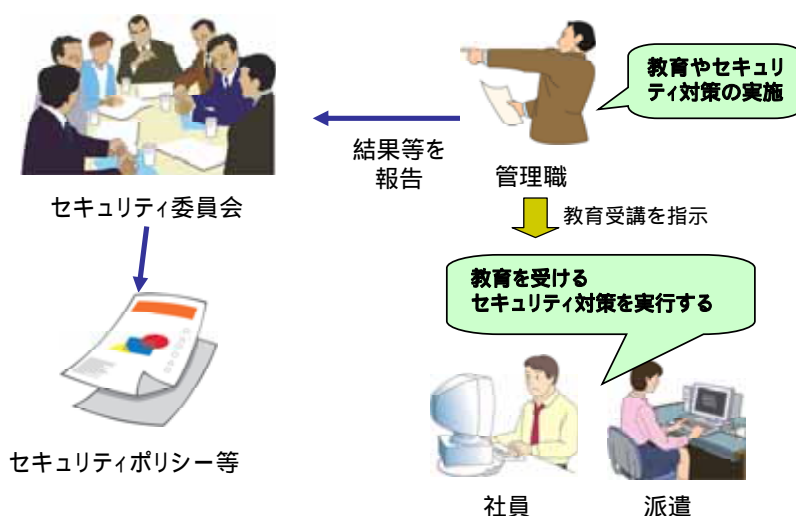 教育やセキュリ
ティ対策の実施
結果等を
報告
管理職
セキュリティ委員会
教育受講を指示
教育を受ける
セキュリティ対策を実行する
セキュリティポリシー等
社員
派遣